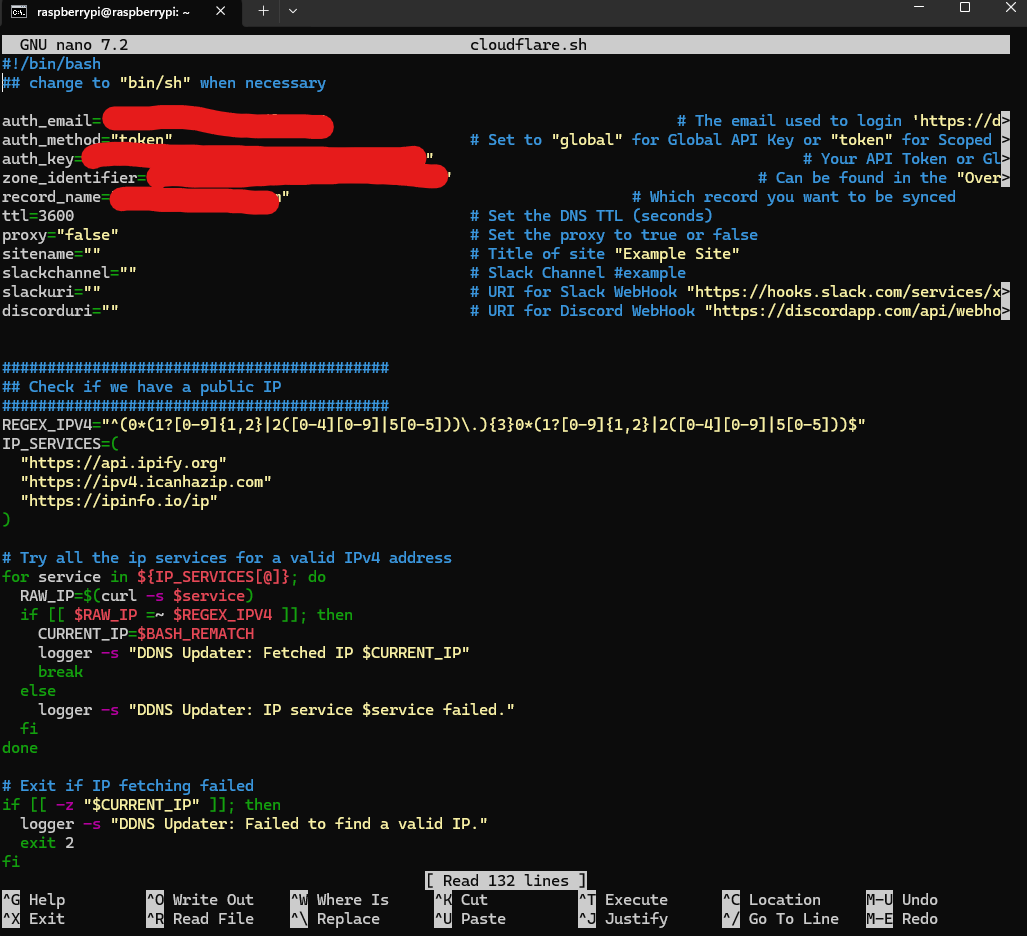 raspberrypi@raspberrypi: ~
GNU nano 7.2 cloudflare.sh
#!/bin/bash
## change to "bin/sh" when necessary
auth_email= # The email used to login 'https://d>
auth_method="token" # Set to "global" for Global API Key or "token" for Scoped >
auth_key= " # Your API Token or Gl>
zone_identifier= # Can be found in the "Over>
record_name= " # Which record you want to be synced
ttl=3600 # Set the DNS TTL (seconds)
proxy="false" # Set the proxy to true or false
sitename="" # Title of site "Example Site"
slackchannel="" # Slack Channel #example
slackuri="" # URI for Slack WebHook "https://hooks.slack.com/services/x>
discorduri="" # URI for Discord WebHook "https://discordapp.com/api/webho>
###########################################
## Check if we have a public IP
###########################################
REGEX_IPV4="^(0*(1?[0-9]{1,2}|2([0-4][0-9]|5[0-5]))\.){3}0*(1?[0-9]{1,2}|2([0-4][0-9]|5[0-5]))$"
IP_SERVICES=(
"https://api.ipify.org"
"https://ipv4.icanhazip.com"
"https://ipinfo.io/ip"
)
# Try all the ip services for a valid IPv4 address
for service in ${IP_SERVICES[@]}; do
RAW_IP=$(curl -s $service)
if [[ $RAW_IP =~ $REGEX_IPV4 ]]; then
CURRENT_IP=$BASH_REMATCH
logger -s "DDNS Updater: Fetched IP $CURRENT_IP"
break
else
logger -s "DDNS Updater: IP service $service failed."
fi
done
# Exit if IP fetching failed
if [[ -z "$CURRENT_IP" ]]; then
logger -s "DDNS Updater: Failed to find a valid IP."
exit 2
fi
[ Read 132 lines ]
^G Help ^O Write Out ^W Where Is ^K Cut ^T Execute ^C Location M-U Undo
^X Exit ^R Read File ^\ Replace ^U Paste ^J Justify ^/ Go To Line M-E Redo